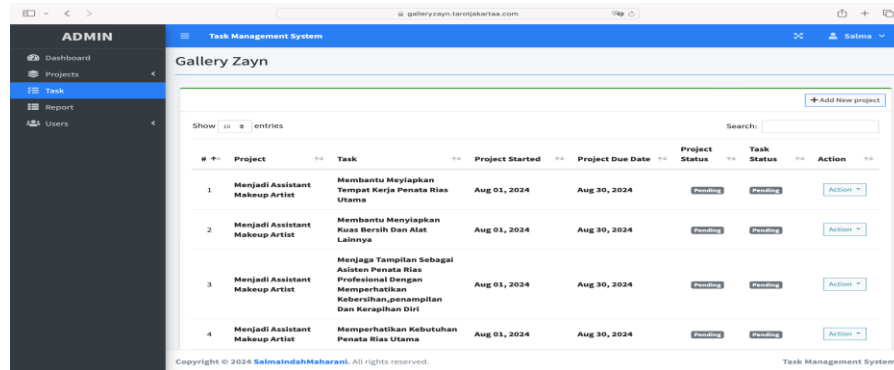 galleryzayn.tarotjakartaa.com
ADMIN
Task Management System
Salma
Dashboard
Projects
Task
Report
Users
Gallery Zayn
+Add New project
Show 10 entries
Search:
# Project Task Project Started Project Due Date Project Status Task Status Action
1 Menjadi Assistant Makeup Artist Membantu Meyiapkan Tempat Kerja Penata Rias Utama Aug 01, 2024 Aug 30, 2024 Pending Pending Action
2 Menjadi Assistant Makeup Artist Membantu Menyiapkan Kuas Bersih Dan Alat Lainnya Aug 01, 2024 Aug 30, 2024 Pending Pending Action
3 Menjadi Assistant Makeup Artist Menjaga Tampilan Sebagai Asisten Penata Rias Profesional Dengan Memperhatikan Kebersihan,penampilan Dan Kerapihan Diri Aug 01, 2024 Aug 30, 2024 Pending Pending Action
4 Menjadi Assistant Makeup Artist Memperhatikan Kebutuhan Penata Rias Utama Aug 01, 2024 Aug 30, 2024 Pending Pending Action
Copyright © 2024 SalmaIndahMaharani. All rights reserved.
Task Management System